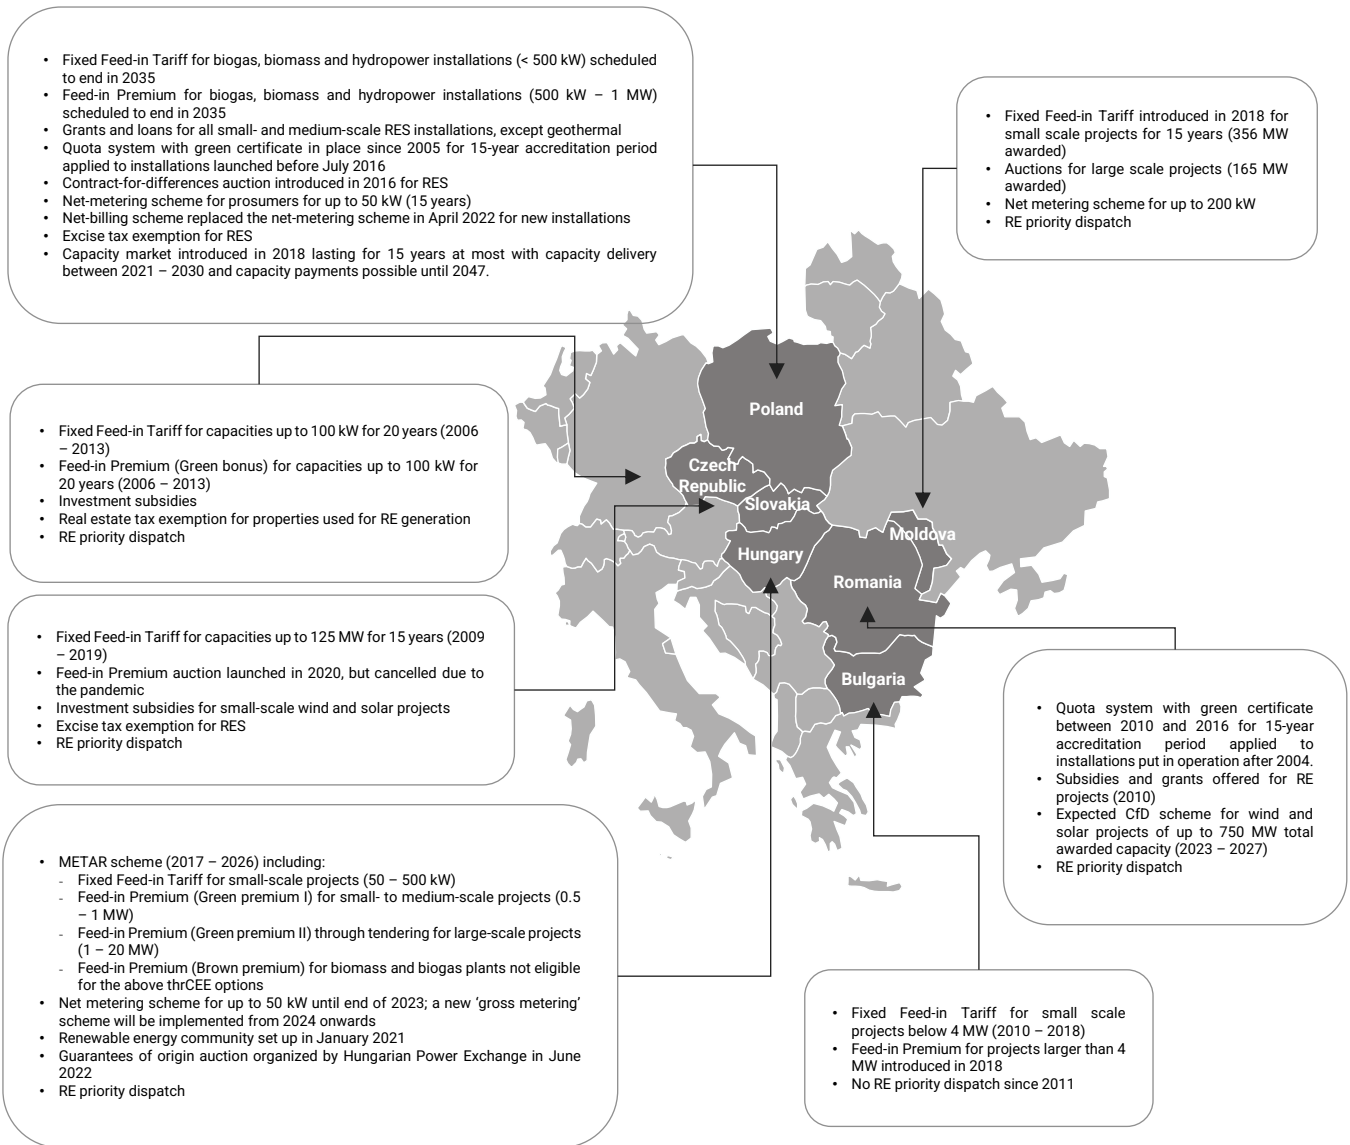 • Fixed Feed-in Tariff for biogas, biomass and hydropower installations (< 500 kW) scheduled
to end in 2035
• Feed-in Premium for biogas, biomass and hydropower installations (500 kW – 1 MW)
scheduled to end in 2035
• Grants and loans for all small- and medium-scale RES installations, except geothermal
• Quota system with green certificate in place since 2005 for 15-year accreditation period
applied to installations launched before July 2016
• Contract-for-differences auction introduced in 2016 for RES
• Net-metering scheme for prosumers for up to 50 kW (15 years)
• Net-billing scheme replaced the net-metering scheme in April 2022 for new installations
• Excise tax exemption for RES
• Capacity market introduced in 2018 lasting for 15 years at most with capacity delivery
between 2021 – 2030 and capacity payments possible until 2047.
• Fixed Feed-in Tariff introduced in 2018 for
small scale projects for 15 years (356 MW
awarded)
• Auctions for large scale projects (165 MW
awarded)
• Net metering scheme for up to 200 kW
• RE priority dispatch
• Fixed Feed-in Tariff for capacities up to 100 kW for 20 years (2006
– 2013)
• Feed-in Premium (Green bonus) for capacities up to 100 kW for
20 years (2006 – 2013)
• Investment subsidies
• Real estate tax exemption for properties used for RE generation
• RE priority dispatch
• Fixed Feed-in Tariff for capacities up to 125 MW for 15 years (2009
– 2019)
• Feed-in Premium auction launched in 2020, but cancelled due to
the pandemic
• Investment subsidies for small-scale wind and solar projects
• Excise tax exemption for RES
• RE priority dispatch
• METAR scheme (2017 – 2026) including:
- Fixed Feed-in Tariff for small-scale projects (50 – 500 kW)
- Feed-in Premium (Green premium I) for small- to medium-scale projects (0.5
– 1 MW)
- Feed-in Premium (Green premium II) through tendering for large-scale projects
(1 – 20 MW)
- Feed-in Premium (Brown premium) for biomass and biogas plants not eligible
for the above thrCEE options
• Net metering scheme for up to 50 kW until end of 2023; a new ‘gross metering’
scheme will be implemented from 2024 onwards
• Renewable energy community set up in January 2021
• Guarantees of origin auction organized by Hungarian Power Exchange in June
2022
• RE priority dispatch
Poland
Czech
Republic
Slovakia
Moldova
Hungary
Romania
Bulgaria
• Quota system with green certificate
between 2010 and 2016 for 15-year
accreditation period applied to
installations put in operation after 2004.
• Subsidies and grants offered for RE
projects (2010)
• Expected CfD scheme for wind and
solar projects of up to 750 MW total
awarded capacity (2023 – 2027)
• RE priority dispatch
• Fixed Feed-in Tariff for small scale
projects below 4 MW (2010 – 2018)
• Feed-in Premium for projects larger than 4
MW introduced in 2018
• No RE priority dispatch since 2011